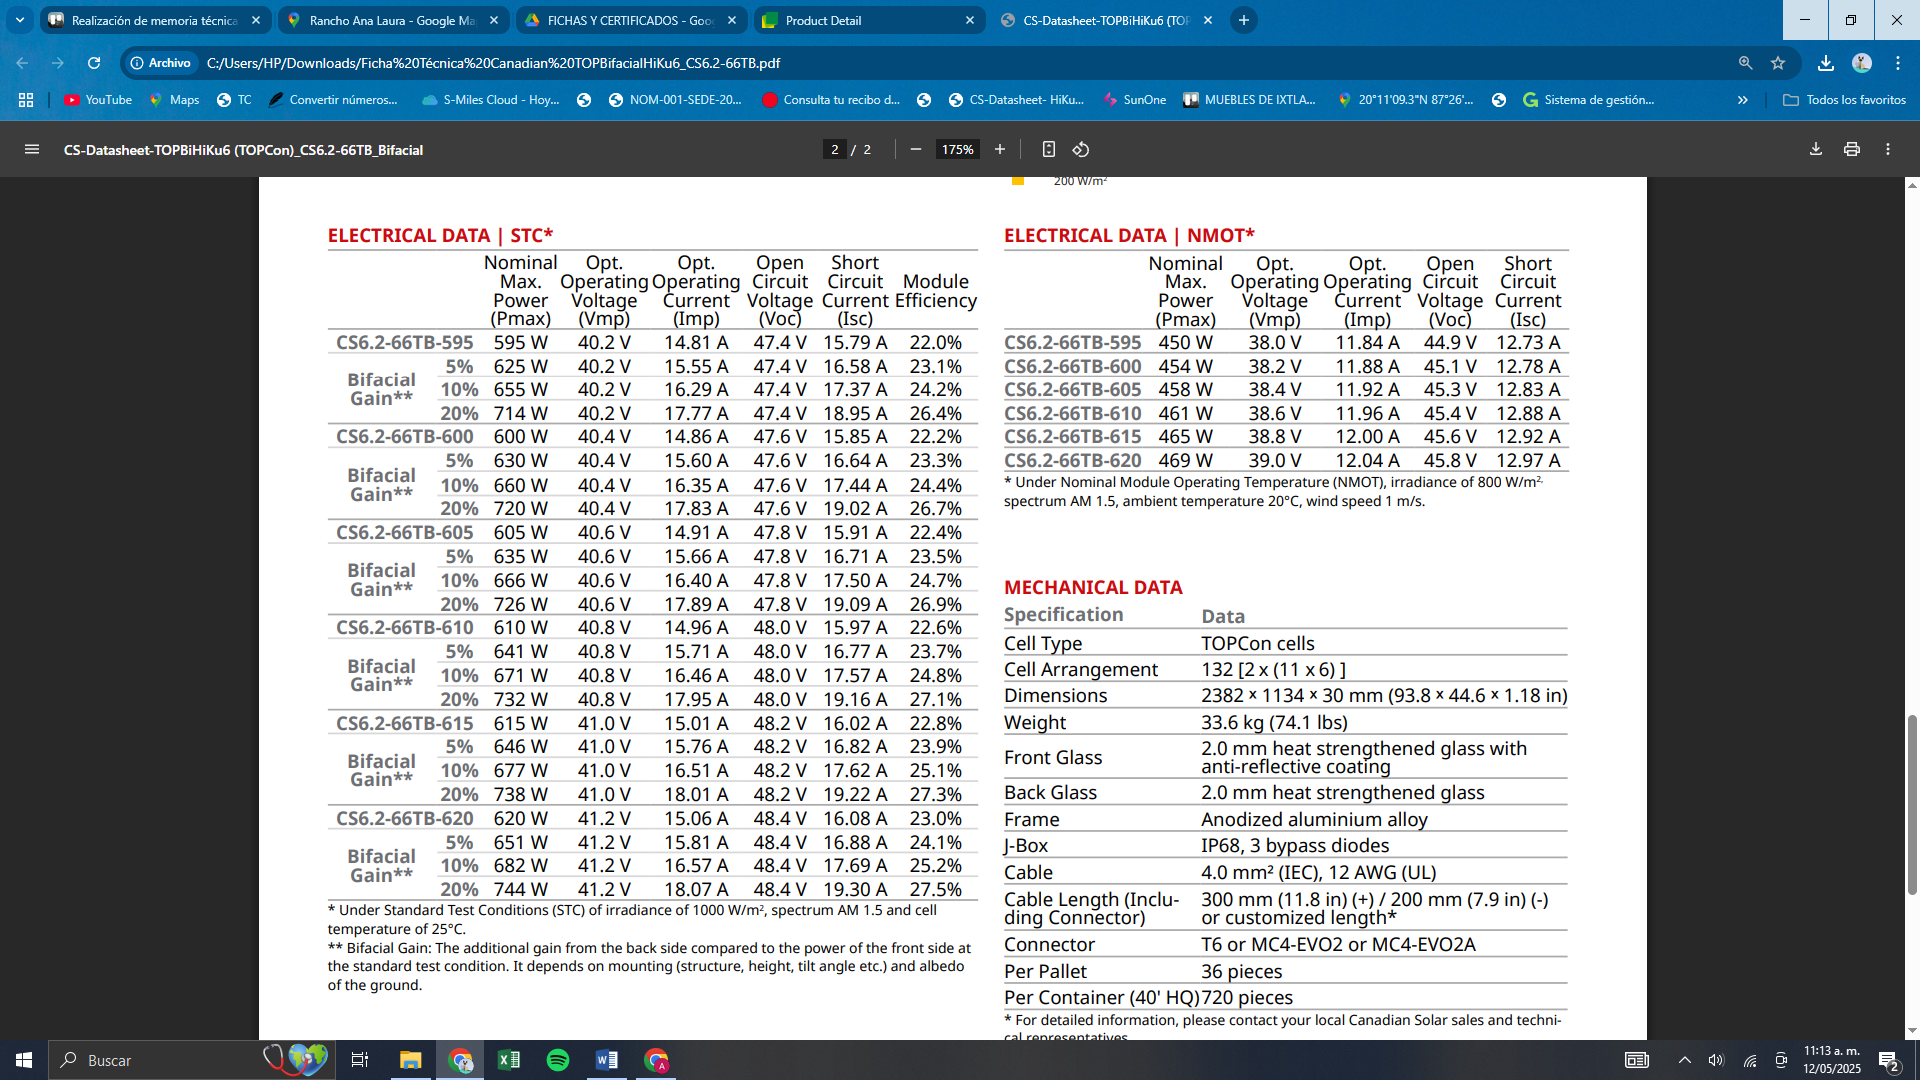 Realización de memoria técnica
Rancho Ana Laura - Google Ma
FICHAS Y CERTIFICADOS - Goo
Product Detail
CS-Datasheet-TOPBiHiKu6 (TOP
Archivo
C:/Users/HP/Downloads/Ficha%20Técnica%20Canadian%20TOPBifacialHiKu6_CS6.2-66TB.pdf
YouTube
Maps
TC
Convertir números...
S-Miles Cloud - Hoy...
NOM-001-SEDE-20...
Consulta tu recibo d...
CS-Datasheet- HiKu...
SunOne
MUEBLES DE IXTLA...
20°11'09.3"N 87°26'...
Sistema de gestión...
Todos los favoritos
CS-Datasheet-TOPBiHiKu6 (TOPCon)_CS6.2-66TB_Bifacial
2 / 2
175%
200 W/m²
ELECTRICAL DATA | STC*
Nominal Max. Power (Pmax) Opt. Operating Voltage (Vmp) Opt. Operating Current (Imp) Open Circuit Voltage (Voc) Short Circuit Current (Isc) Module Efficiency
CS6.2-66TB-595 595 W 40.2 V 14.81 A 47.4 V 15.79 A 22.0%
Bifacial Gain**
5% 625 W 40.2 V 15.55 A 47.4 V 16.58 A 23.1%
10% 655 W 40.2 V 16.29 A 47.4 V 17.37 A 24.2%
20% 714 W 40.2 V 17.77 A 47.4 V 18.95 A 26.4%
CS6.2-66TB-600 600 W 40.4 V 14.86 A 47.6 V 15.85 A 22.2%
Bifacial Gain**
5% 630 W 40.4 V 15.60 A 47.6 V 16.64 A 23.3%
10% 660 W 40.4 V 16.35 A 47.6 V 17.44 A 24.4%
20% 720 W 40.4 V 17.83 A 47.6 V 19.02 A 26.7%
CS6.2-66TB-605 605 W 40.6 V 14.91 A 47.8 V 15.91 A 22.4%
Bifacial Gain**
5% 635 W 40.6 V 15.66 A 47.8 V 16.71 A 23.5%
10% 666 W 40.6 V 16.40 A 47.8 V 17.50 A 24.7%
20% 726 W 40.6 V 17.89 A 47.8 V 19.09 A 26.9%
CS6.2-66TB-610 610 W 40.8 V 14.96 A 48.0 V 15.97 A 22.6%
Bifacial Gain**
5% 641 W 40.8 V 15.71 A 48.0 V 16.77 A 23.7%
10% 671 W 40.8 V 16.46 A 48.0 V 17.57 A 24.8%
20% 732 W 40.8 V 17.95 A 48.0 V 19.16 A 27.1%
CS6.2-66TB-615 615 W 41.0 V 15.01 A 48.2 V 16.02 A 22.8%
Bifacial Gain**
5% 646 W 41.0 V 15.76 A 48.2 V 16.82 A 23.9%
10% 677 W 41.0 V 16.51 A 48.2 V 17.62 A 25.1%
20% 738 W 41.0 V 18.01 A 48.2 V 19.22 A 27.3%
CS6.2-66TB-620 620 W 41.2 V 15.06 A 48.4 V 16.08 A 23.0%
Bifacial Gain**
5% 651 W 41.2 V 15.81 A 48.4 V 16.88 A 24.1%
10% 682 W 41.2 V 16.57 A 48.4 V 17.69 A 25.2%
20% 744 W 41.2 V 18.07 A 48.4 V 19.30 A 27.5%
* Under Standard Test Conditions (STC) of irradiance of 1000 W/m², spectrum AM 1.5 and cell
temperature of 25°C.
** Bifacial Gain: The additional gain from the back side compared to the power of the front side at
the standard test condition. It depends on mounting (structure, height, tilt angle etc.) and albedo
of the ground.
ELECTRICAL DATA | NMOT*
Nominal Max. Power (Pmax) Opt. Operating Voltage (Vmp) Opt. Operating Current (Imp) Open Circuit Voltage (Voc) Short Circuit Current (Isc)
CS6.2-66TB-595 450 W 38.0 V 11.84 A 44.9 V 12.73 A
CS6.2-66TB-600 454 W 38.2 V 11.88 A 45.1 V 12.78 A
CS6.2-66TB-605 458 W 38.4 V 11.92 A 45.3 V 12.83 A
CS6.2-66TB-610 461 W 38.6 V 11.96 A 45.4 V 12.88 A
CS6.2-66TB-615 465 W 38.8 V 12.00 A 45.6 V 12.92 A
CS6.2-66TB-620 469 W 39.0 V 12.04 A 45.8 V 12.97 A
* Under Nominal Module Operating Temperature (NMOT), irradiance of 800 W/m²,
spectrum AM 1.5, ambient temperature 20°C, wind speed 1 m/s.
MECHANICAL DATA
Specification Data
Cell Type TOPCon cells
Cell Arrangement 132 [2 x (11 x 6) ]
Dimensions 2382 × 1134 × 30 mm (93.8 × 44.6 × 1.18 in)
Weight 33.6 kg (74.1 lbs)
Front Glass 2.0 mm heat strengthened glass with
anti-reflective coating
Back Glass 2.0 mm heat strengthened glass
Frame Anodized aluminium alloy
J-Box IP68, 3 bypass diodes
Cable 4.0 mm² (IEC), 12 AWG (UL)
Cable Length (Inclu- 300 mm (11.8 in) (+) / 200 mm (7.9 in) (-)
ding Connector) or customized length*
Connector T6 or MC4-EVO2 or MC4-EVO2A
Per Pallet 36 pieces
Per Container (40' HQ) 720 pieces
* For detailed information, please contact your local Canadian Solar sales and techni-
cal representatives.
Buscar
11:13 a. m.
12/05/2025
2